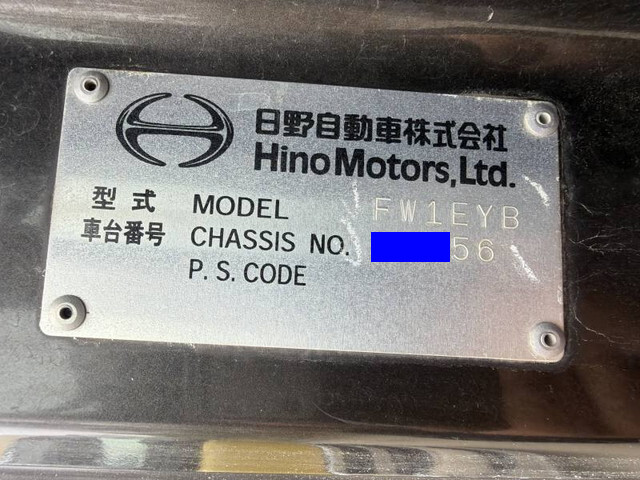 日野自動車株式会社
Hino Motors, Ltd.
型式 MODEL FW1EYB
車台番号 CHASSIS NO. 56
P. S. CODE